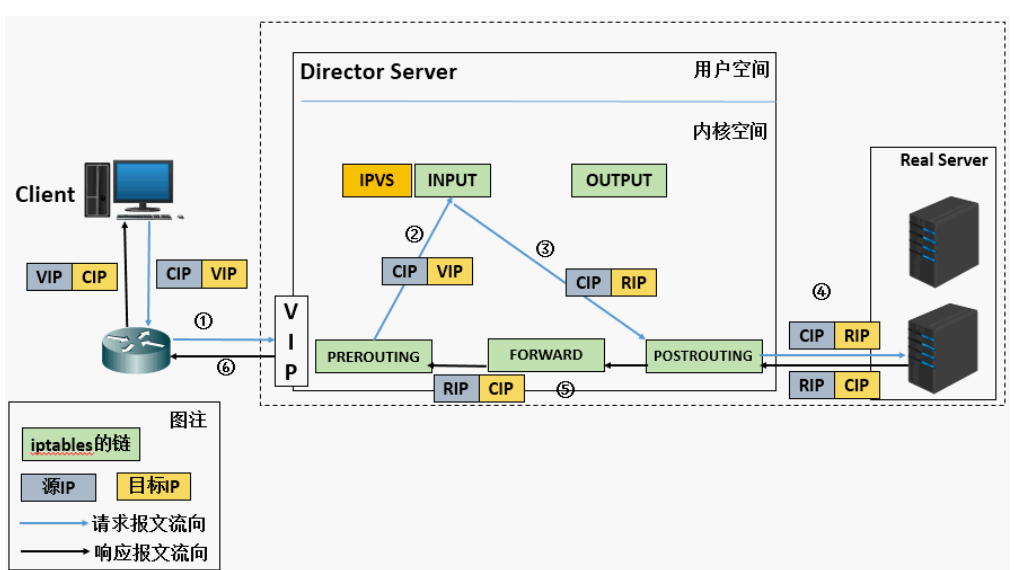 Director Server
用户空间
内核空间
Real Server
IPVS
INPUT
OUTPUT
Client
②
③
CIP VIP
④
VIP CIP
CIP VIP
CIP RIP
①
V
I
P
CIP RIP
PREROUTING
FORWARD
POSTROUTING
⑥
RIP CIP
⑤
RIP CIP
图注
iptables的链
源IP
目标IP
请求报文流向
响应报文流向